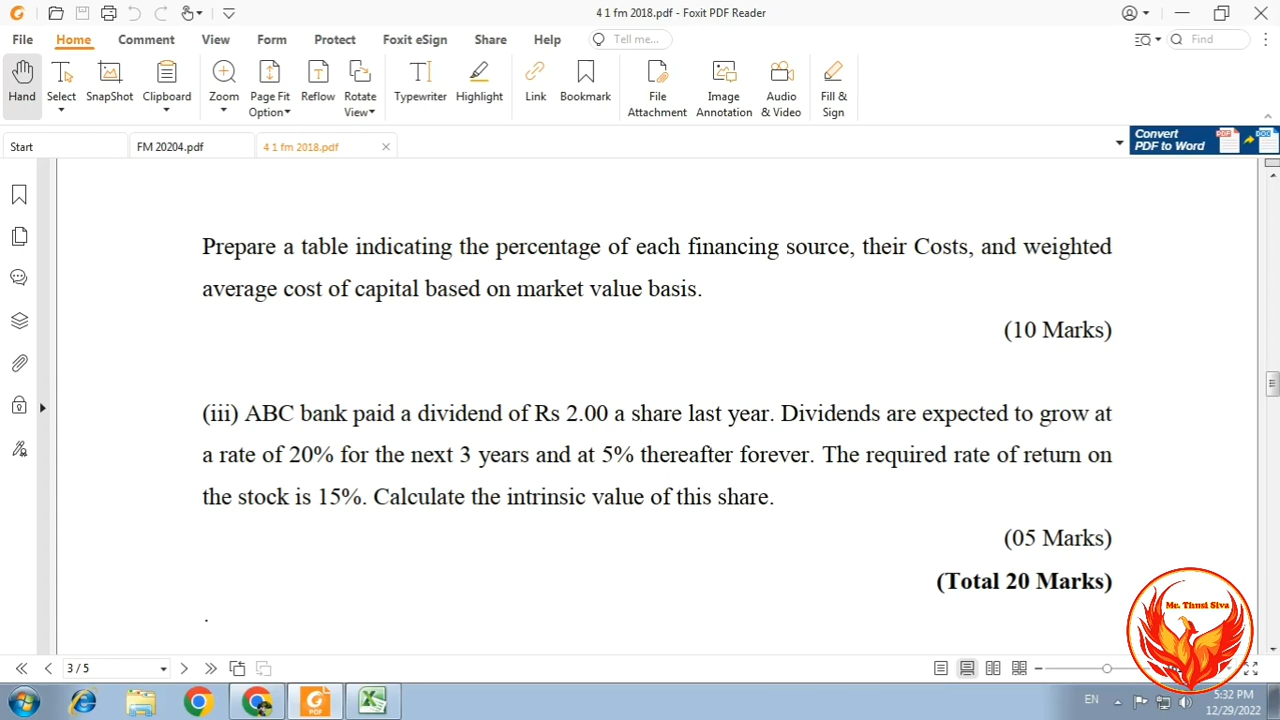 4 1 fm 2018.pdf - Foxit PDF Reader
File Home Comment View Form Protect Foxit eSign Share Help Tell me... Find
Hand Select SnapShot Clipboard Zoom Page Fit Option Reflow Rotate View Typewriter Highlight Link Bookmark File Attachment Image Annotation Audio & Video Fill & Sign
Start FM 20204.pdf 4 1 fm 2018.pdf
Convert
PDF to Word
Prepare a table indicating the percentage of each financing source, their Costs, and weighted
average cost of capital based on market value basis.
(10 Marks)
(iii) ABC bank paid a dividend of Rs 2.00 a share last year. Dividends are expected to grow at
a rate of 20% for the next 3 years and at 5% thereafter forever. The required rate of return on
the stock is 15%. Calculate the intrinsic value of this share.
(05 Marks)
(Total 20 Marks)
.
Mr. Thusi Siva
3 / 5
EN
5:32 PM
12/29/2022